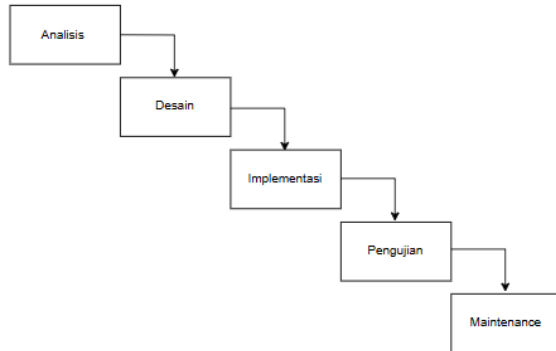 Analisis
Desain
Implementasi
Pengujian
Maintenance